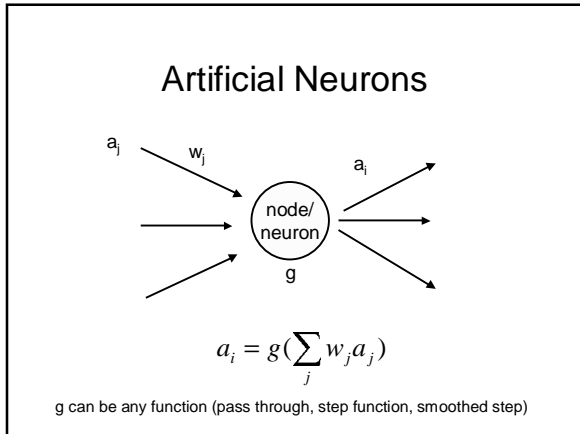 Artificial Neurons
a_j
w_j
a_i
node/
neuron
g
a_i = g(∑_j w_j a_j)
g can be any function (pass through, step function, smoothed step)